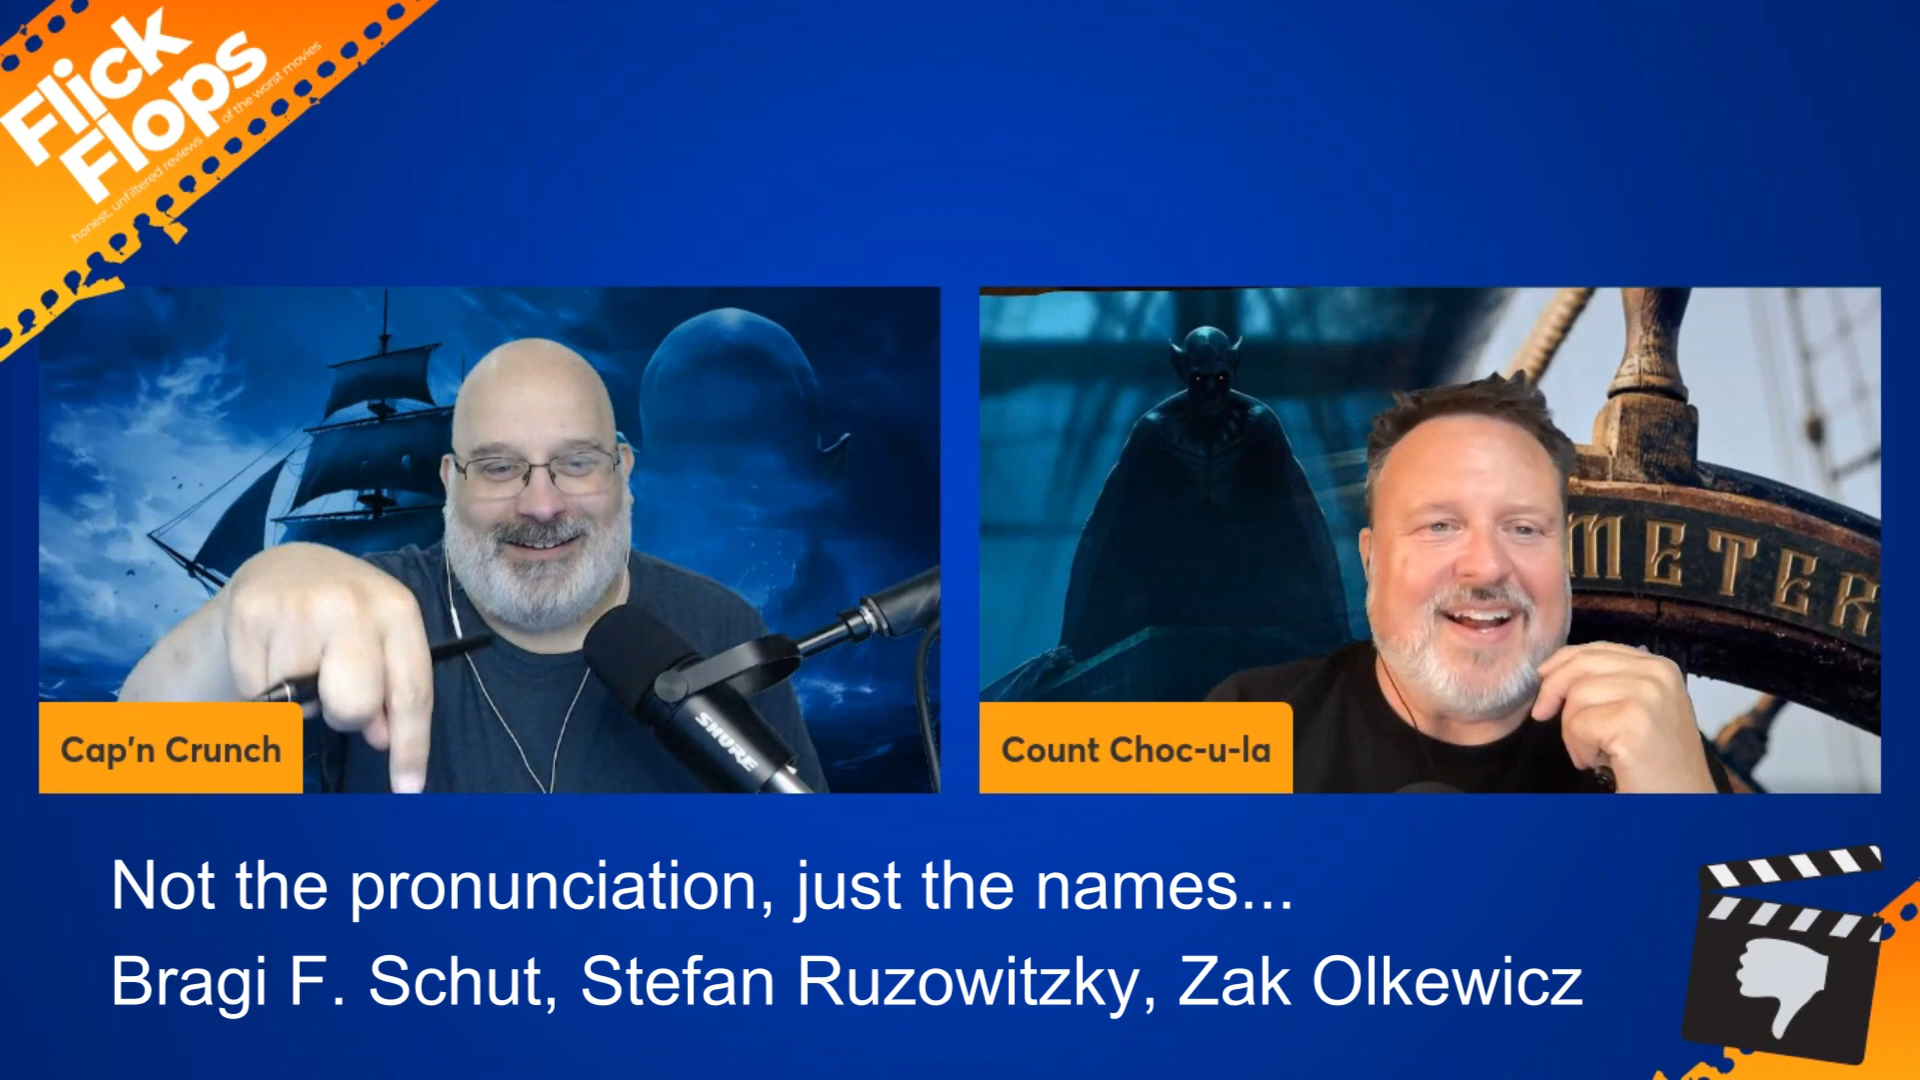 Flick
Flops
honest, unfiltered reviews of the worst movies
METER
SHURE
Cap'n Crunch
Count Choc-u-la
Not the pronunciation, just the names...
Bragi F. Schut, Stefan Ruzowitzky, Zak Olkewicz